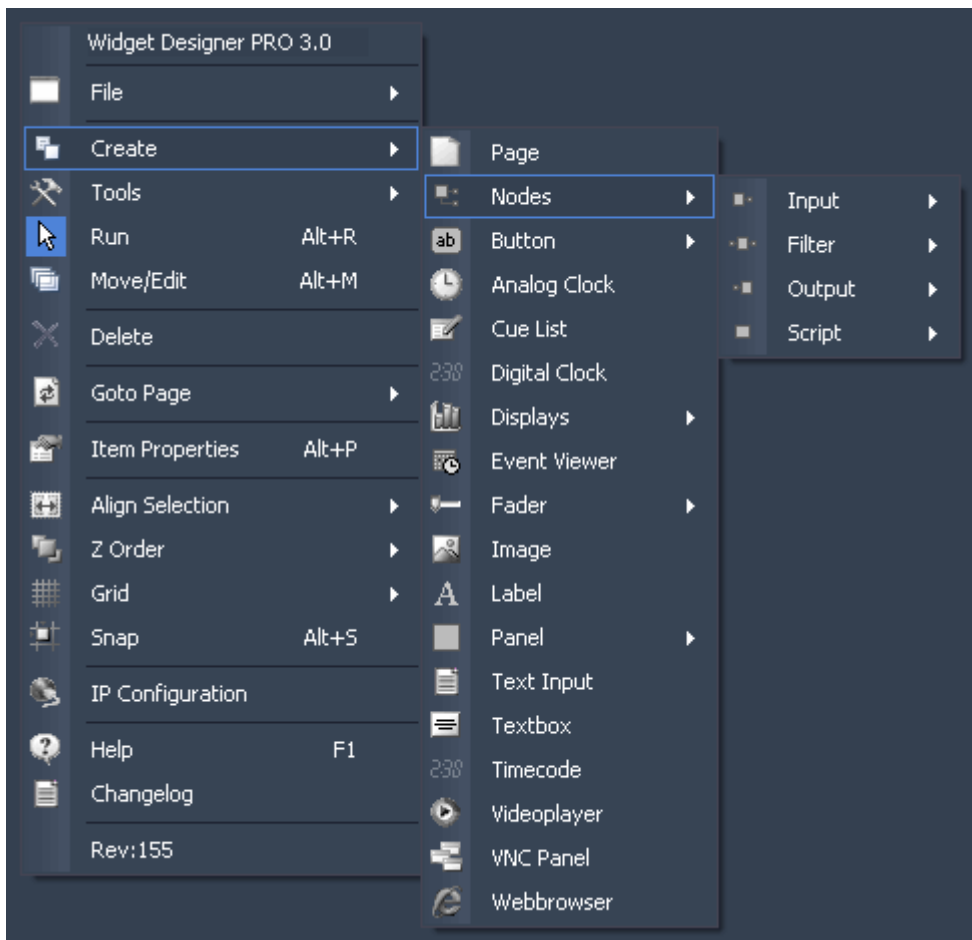 Widget Designer PRO 3.0
File
Create
Tools
Run Alt+R
Move/Edit Alt+M
Delete
Goto Page
Item Properties Alt+P
Align Selection
Z Order
Grid
Snap Alt+S
IP Configuration
Help F1
Changelog
Rev:155
Page
Nodes
ab Button
Analog Clock
Cue List
Digital Clock
Displays
Event Viewer
Fader
Image
A Label
Panel
Text Input
Textbox
Timecode
Videoplayer
VNC Panel
Webbrowser
Input
Filter
Output
Script